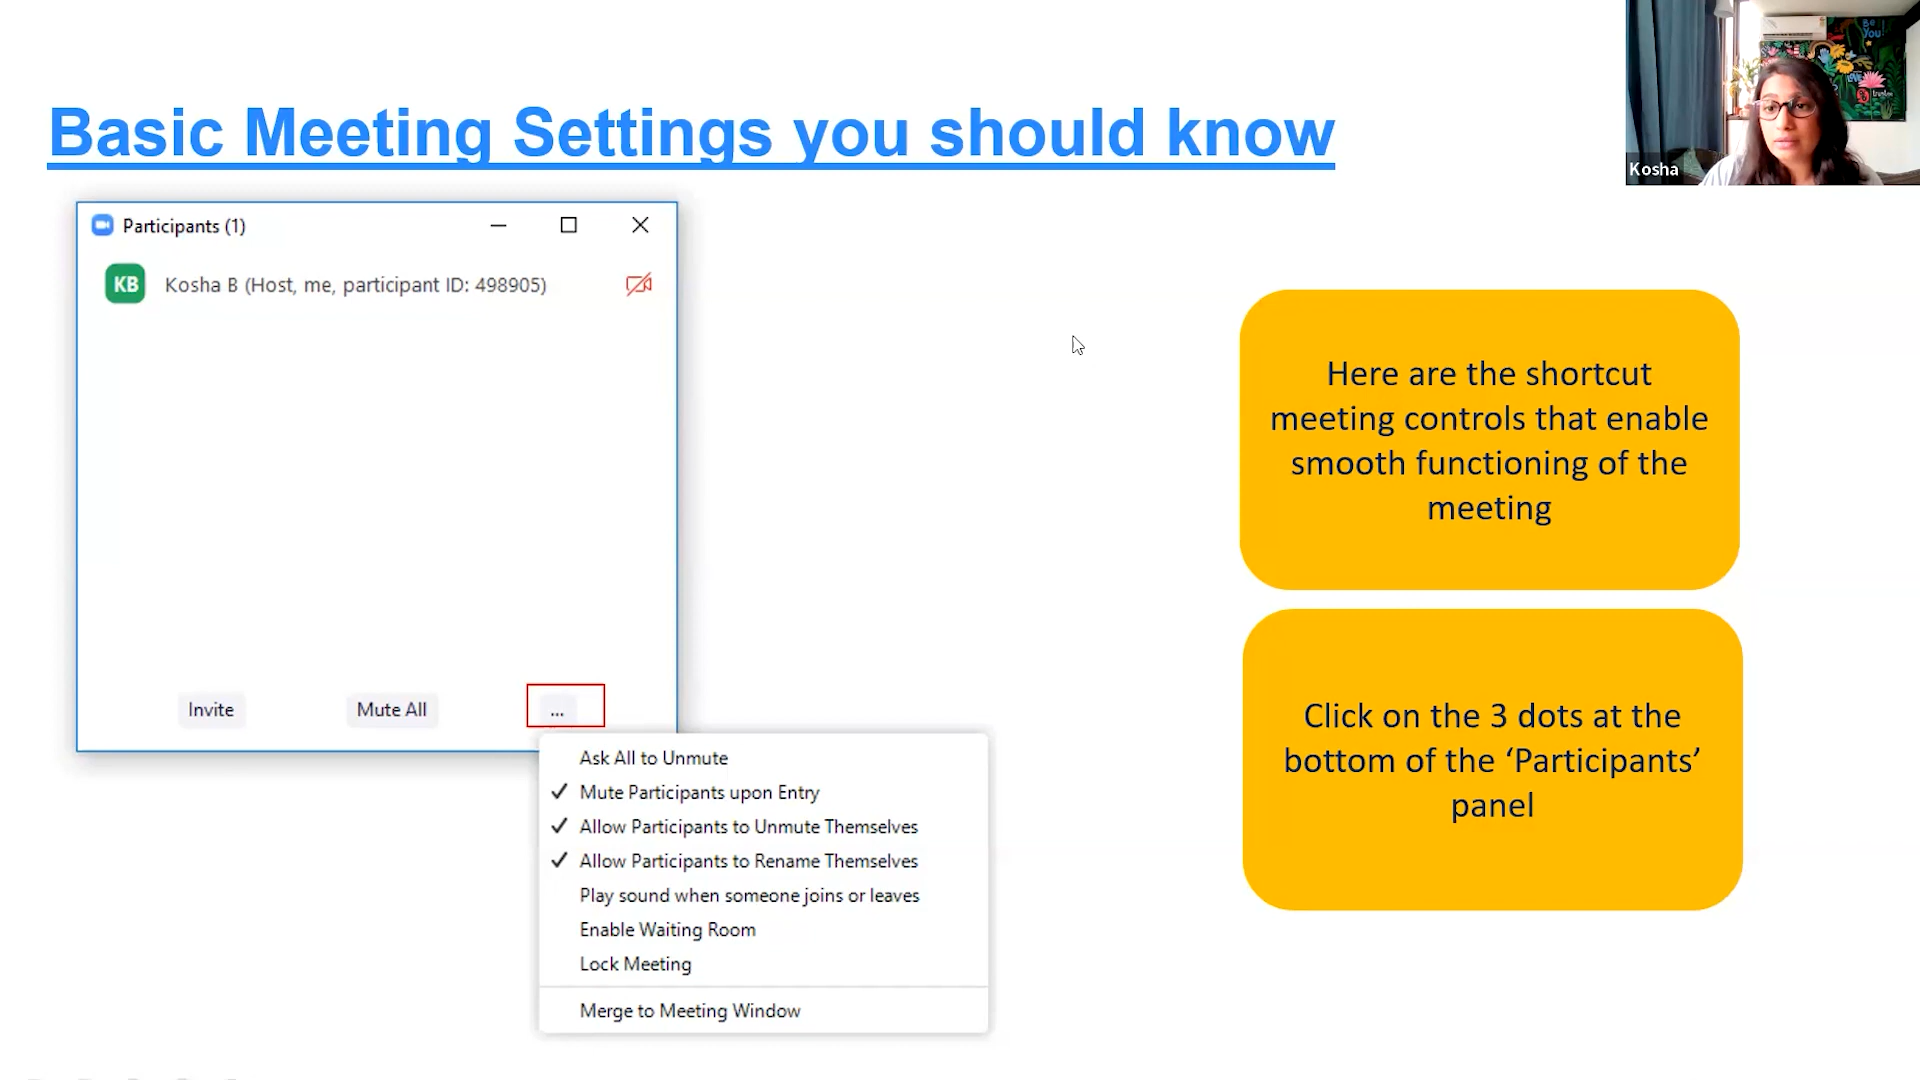 Basic Meeting Settings you should know
Kosha
Participants (1)
KB
Kosha B (Host, me, participant ID: 498905)
Invite
Mute All
...
Ask All to Unmute
✓ Mute Participants upon Entry
✓ Allow Participants to Unmute Themselves
✓ Allow Participants to Rename Themselves
Play sound when someone joins or leaves
Enable Waiting Room
Lock Meeting
Merge to Meeting Window
Here are the shortcut
meeting controls that enable
smooth functioning of the
meeting
Click on the 3 dots at the
bottom of the ‘Participants’
panel
Be
You!
LOVE